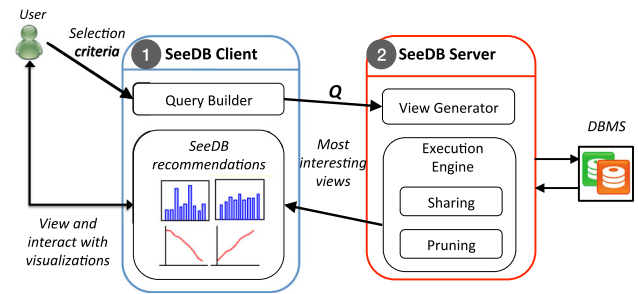 User
Selection
criteria
1 SeeDB Client
Query Builder
SeeDB
recommendations
View and
interact with
visualizations
Q
Most
interesting
views
2 SeeDB Server
View Generator
Execution
Engine
Sharing
Pruning
DBMS